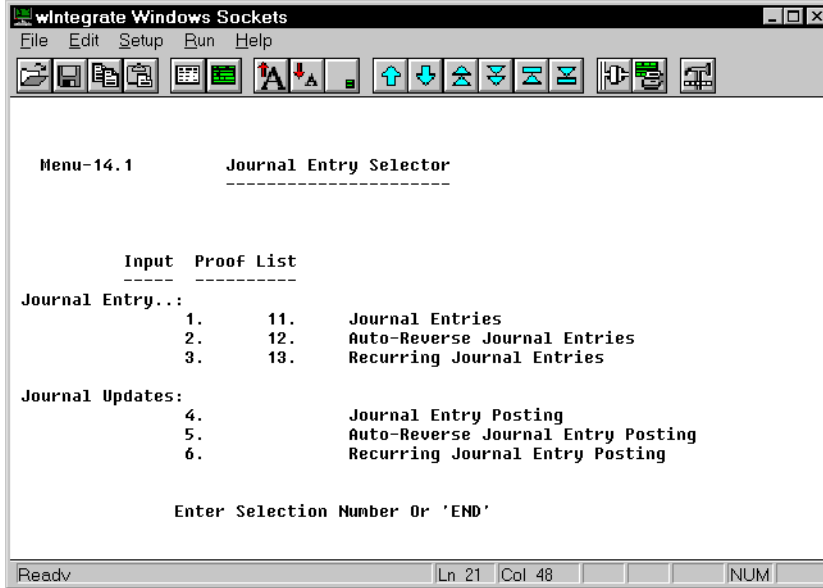 wIntegrate Windows Sockets
File Edit Setup Run Help
Menu-14.1 Journal Entry Selector
----------------------
Input Proof List
----- ----------
Journal Entry..:
1. 11. Journal Entries
2. 12. Auto-Reverse Journal Entries
3. 13. Recurring Journal Entries
Journal Updates:
4. Journal Entry Posting
5. Auto-Reverse Journal Entry Posting
6. Recurring Journal Entry Posting
Enter Selection Number Or 'END'
Ready Ln 21 Col 48 NUM